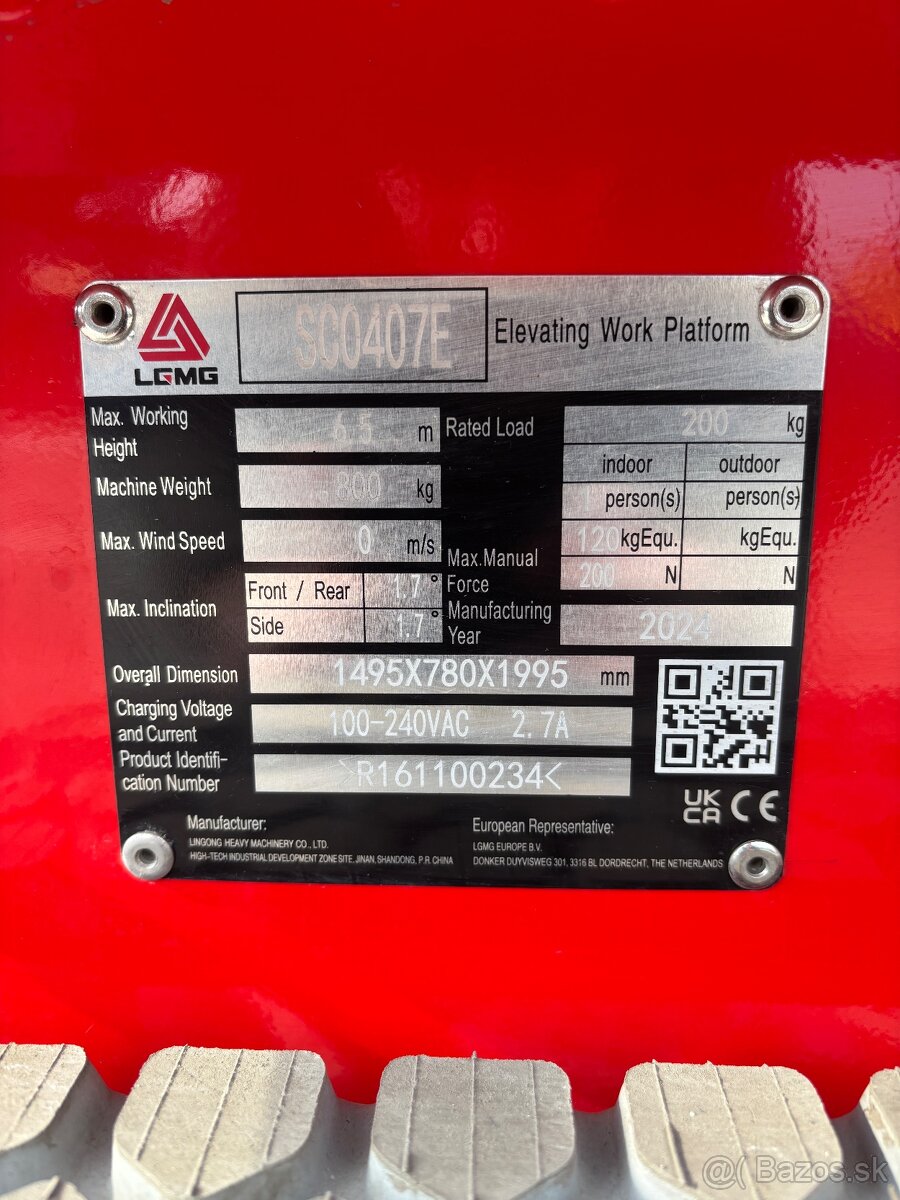 LGMG
SC0407E
Elevating Work Platform
Max. Working
Height
6.5 m
Rated Load
200 kg
indoor outdoor
Machine Weight
800 kg
1 person(s) person(s)
Max. Wind Speed
0 m/s
120 kgEqu. kgEqu.
Max.Manual
Force
200 N N
Max. Inclination
Front / Rear 1.7°
Side 1.7°
Manufacturing
Year
2024
Overall Dimension
1495X780X1995 mm
Charging Voltage
and Current
100-240VAC 2.7A
Product Identifi-
cation Number
R161100234<
UK
CA CE
Manufacturer:
LINGONG HEAVY MACHINERY CO., LTD.
HIGH-TECH INDUSTRIAL DEVELOPMENT ZONE SITE, JINAN, SHANDONG, P.R. CHINA
European Representative:
LGMG EUROPE B.V.
DONKER DUYVISWEG 301, 3316 BL DORDRECHT, THE NETHERLANDS
@( Bazos.sk